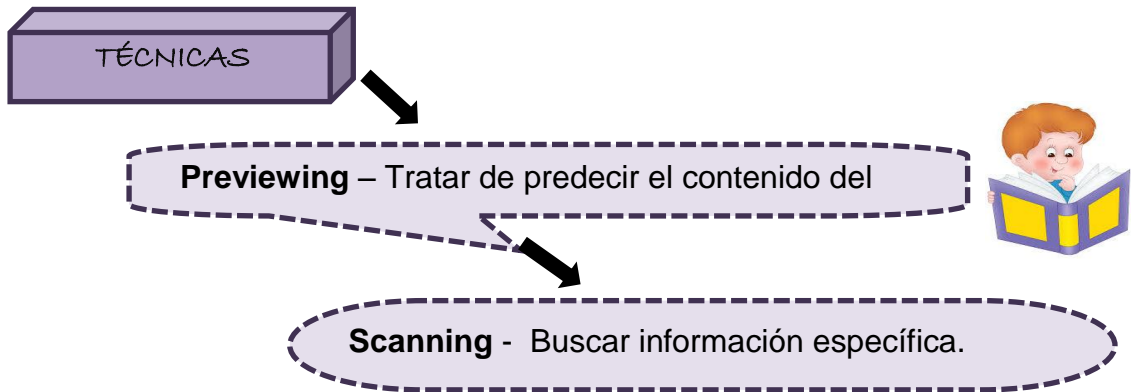 TÉCNICAS
Previewing – Tratar de predecir el contenido del
Scanning - Buscar información específica.